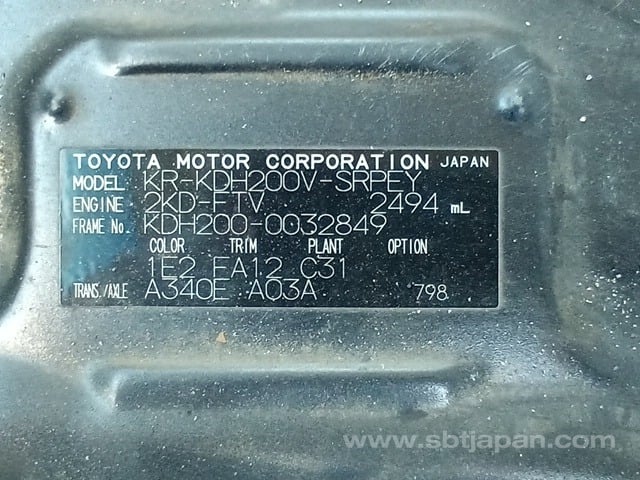 TOYOTA MOTOR CORPORATION JAPAN
MODEL KR-KDH200V-SRPEY
ENGINE 2KD-FTV 2494 mL
FRAME No. KDH200-0032849
COLOR TRIM PLANT OPTION
1E2 FA12 C31
TRANS./AXLE A340E A03A 798
www.sbtjapan.com